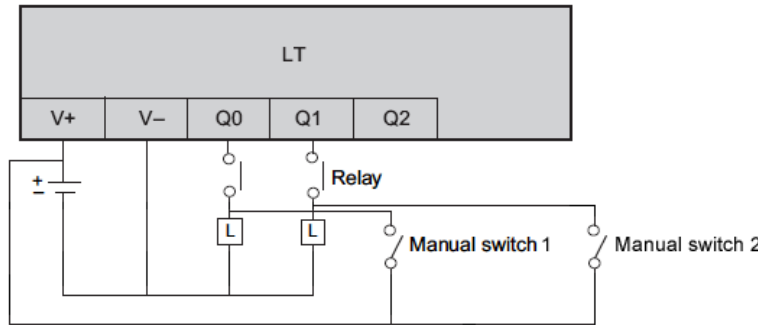 LT
V+ V– Q0 Q1 Q2
+
–
Relay
L L
Manual switch 1 Manual switch 2